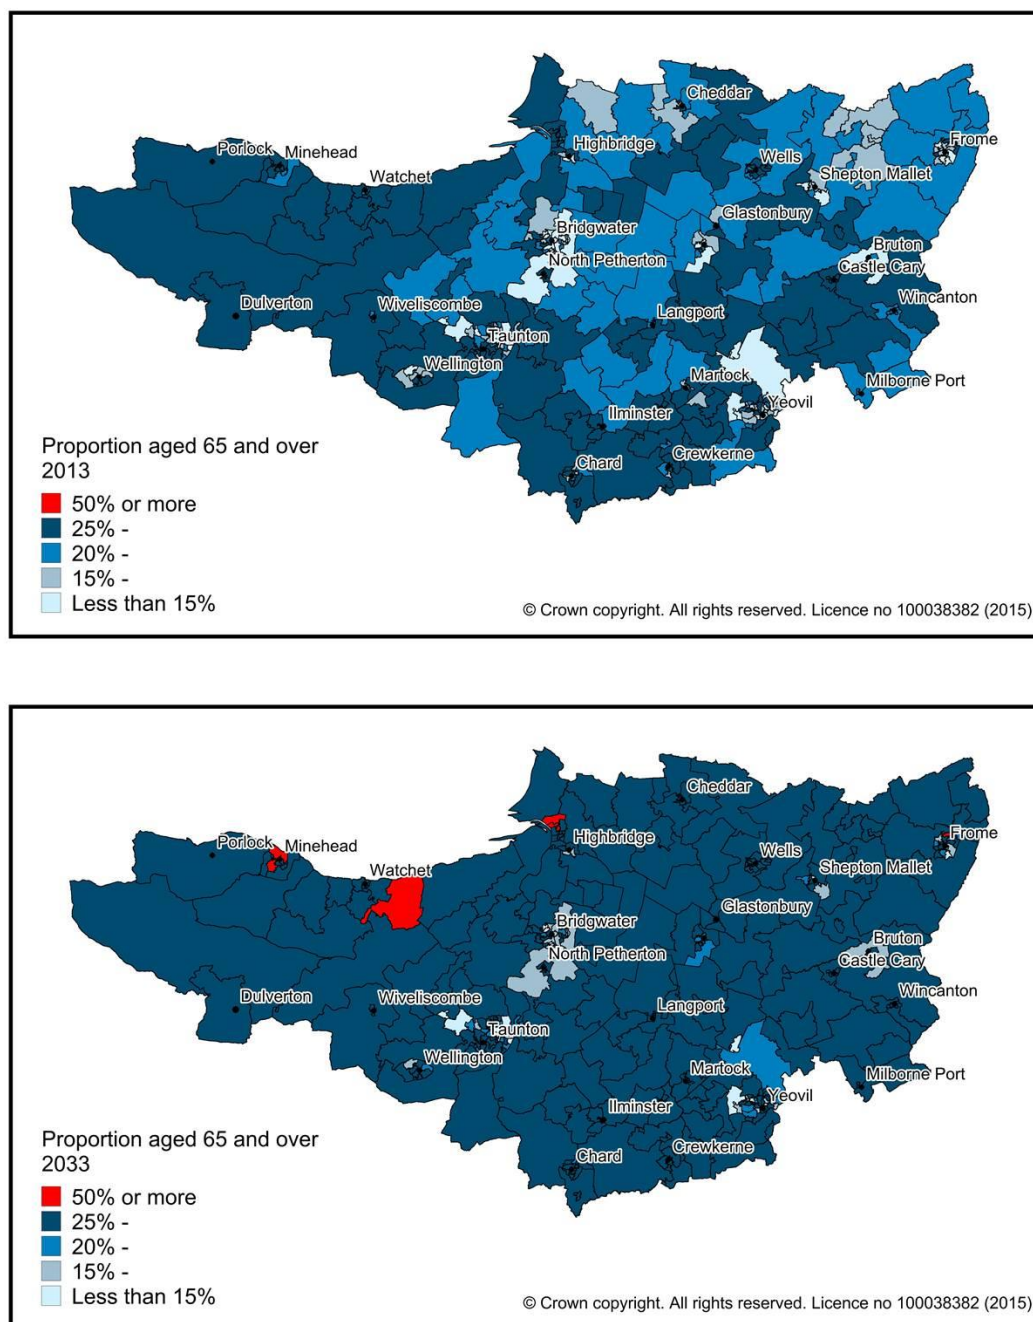 Cheddar
Porlock
Minehead
Highbridge
Frome
Watchet
Wells
Shepton Mallet
Glastonbury
Bridgwater
Bruton
North Petherton
Castle Cary
Dulverton
Wiveliscombe
Langport
Wincanton
Taunton
Wellington
Martock
Milborne Port
Yeovil
Ilminster
Proportion aged 65 and over
2013
Chard
Crewkerne
50% or more
25% -
20% -
15% -
Less than 15%
© Crown copyright. All rights reserved. Licence no 100038382 (2015)
Cheddar
Porlock
Minehead
Highbridge
Frome
Watchet
Wells
Shepton Mallet
Glastonbury
Bridgwater
Bruton
North Petherton
Castle Cary
Dulverton
Wiveliscombe
Langport
Wincanton
Taunton
Wellington
Martock
Milborne Port
Yeovil
Ilminster
Proportion aged 65 and over
2033
Chard
Crewkerne
50% or more
25% -
20% -
15% -
Less than 15%
© Crown copyright. All rights reserved. Licence no 100038382 (2015)